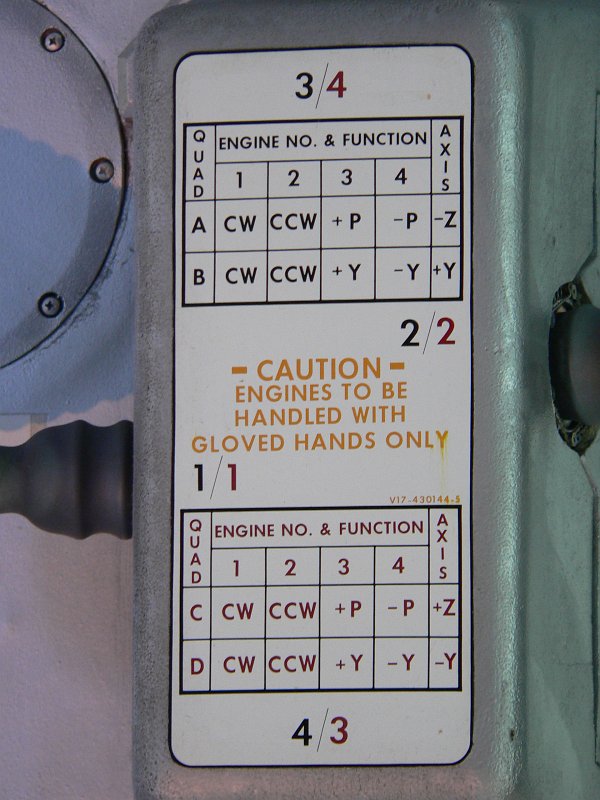 3/4
QUAD ENGINE NO. & FUNCTION AXIS
1 2 3 4
A CW CCW +P -P -Z
B CW CCW +Y -Y +Y
2/2
- CAUTION -
ENGINES TO BE
HANDLED WITH
GLOVED HANDS ONLY
1/1
V17-430144-5
QUAD ENGINE NO. & FUNCTION AXIS
1 2 3 4
C CW CCW +P -P +Z
D CW CCW +Y -Y -Y
4/3